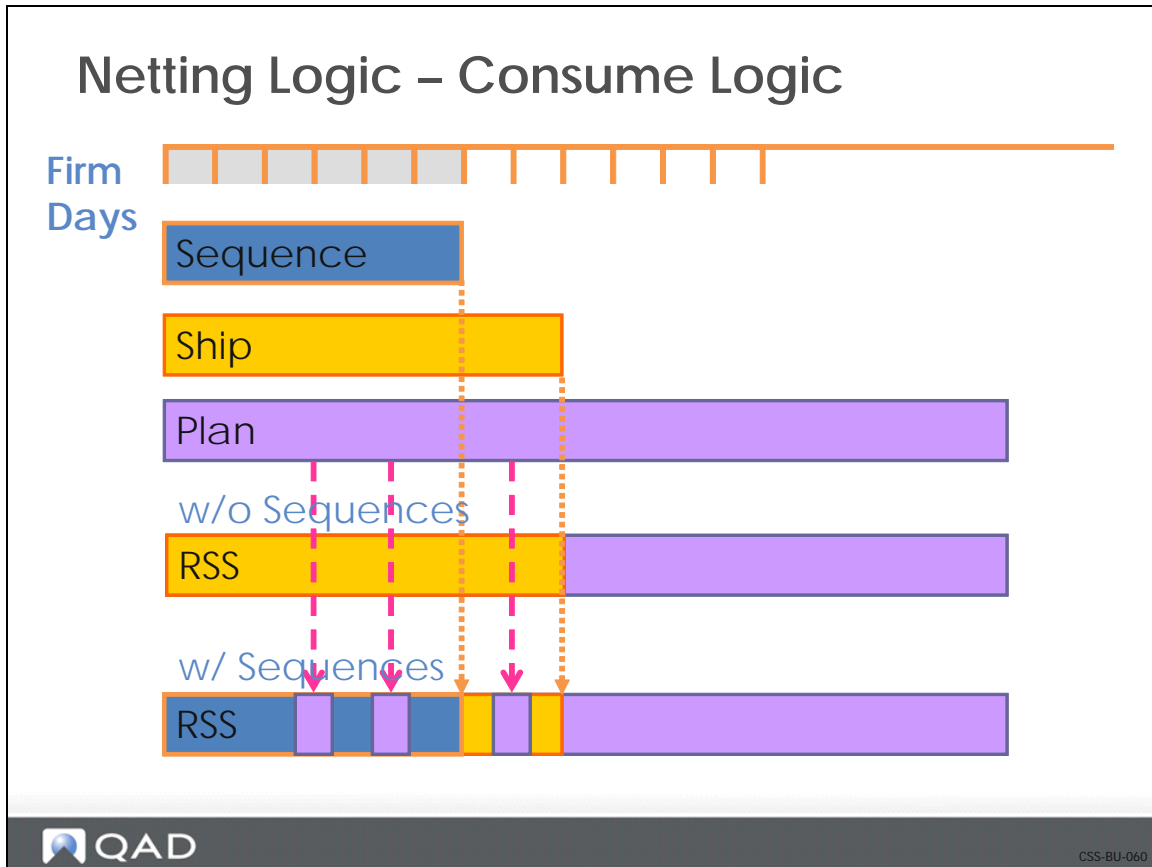 Netting Logic – Consume Logic
Firm
Days
Sequence
Ship
Plan
w/o Sequences
RSS
w/ Sequences
RSS
QAD
CSS-BU-060